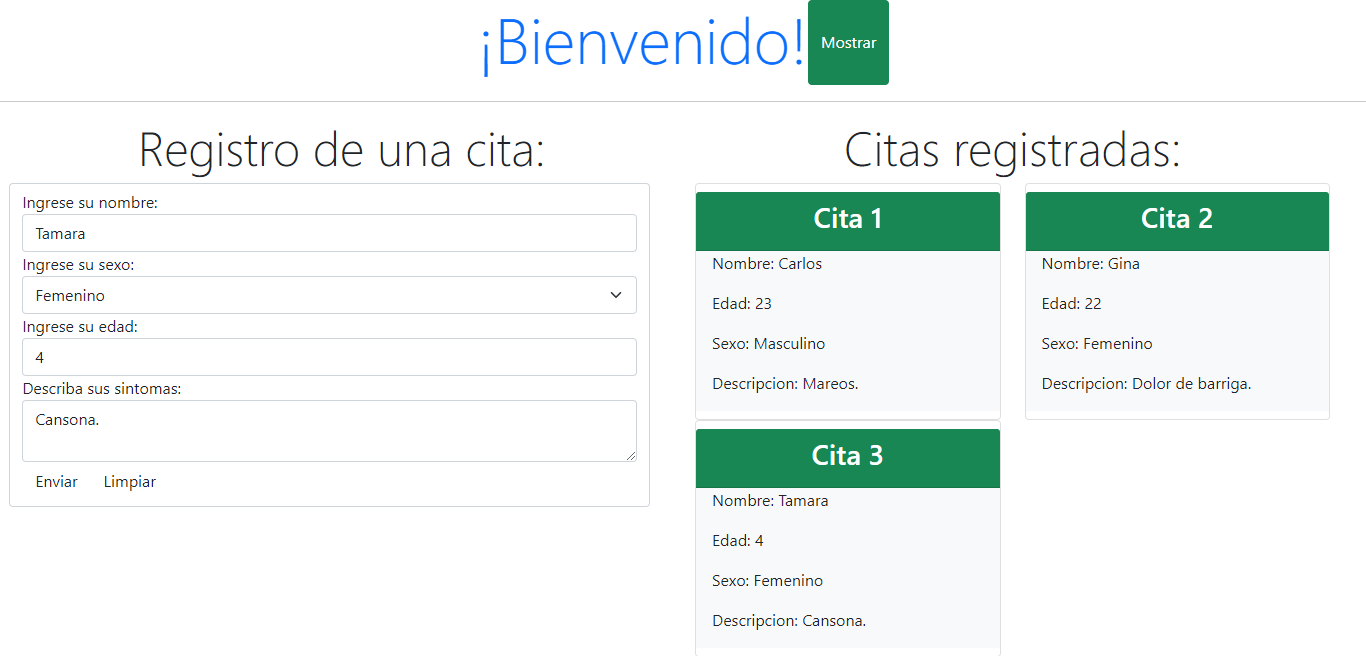 ¡Bienvenido!
Mostrar
Registro de una cita:
Ingrese su nombre:
Tamara
Ingrese su sexo:
Femenino
Ingrese su edad:
4
Describa sus sintomas:
Cansona.
Enviar Limpiar
Citas registradas:
Cita 1
Nombre: Carlos
Edad: 23
Sexo: Masculino
Descripcion: Mareos.
Cita 2
Nombre: Gina
Edad: 22
Sexo: Femenino
Descripcion: Dolor de barriga.
Cita 3
Nombre: Tamara
Edad: 4
Sexo: Femenino
Descripcion: Cansona.